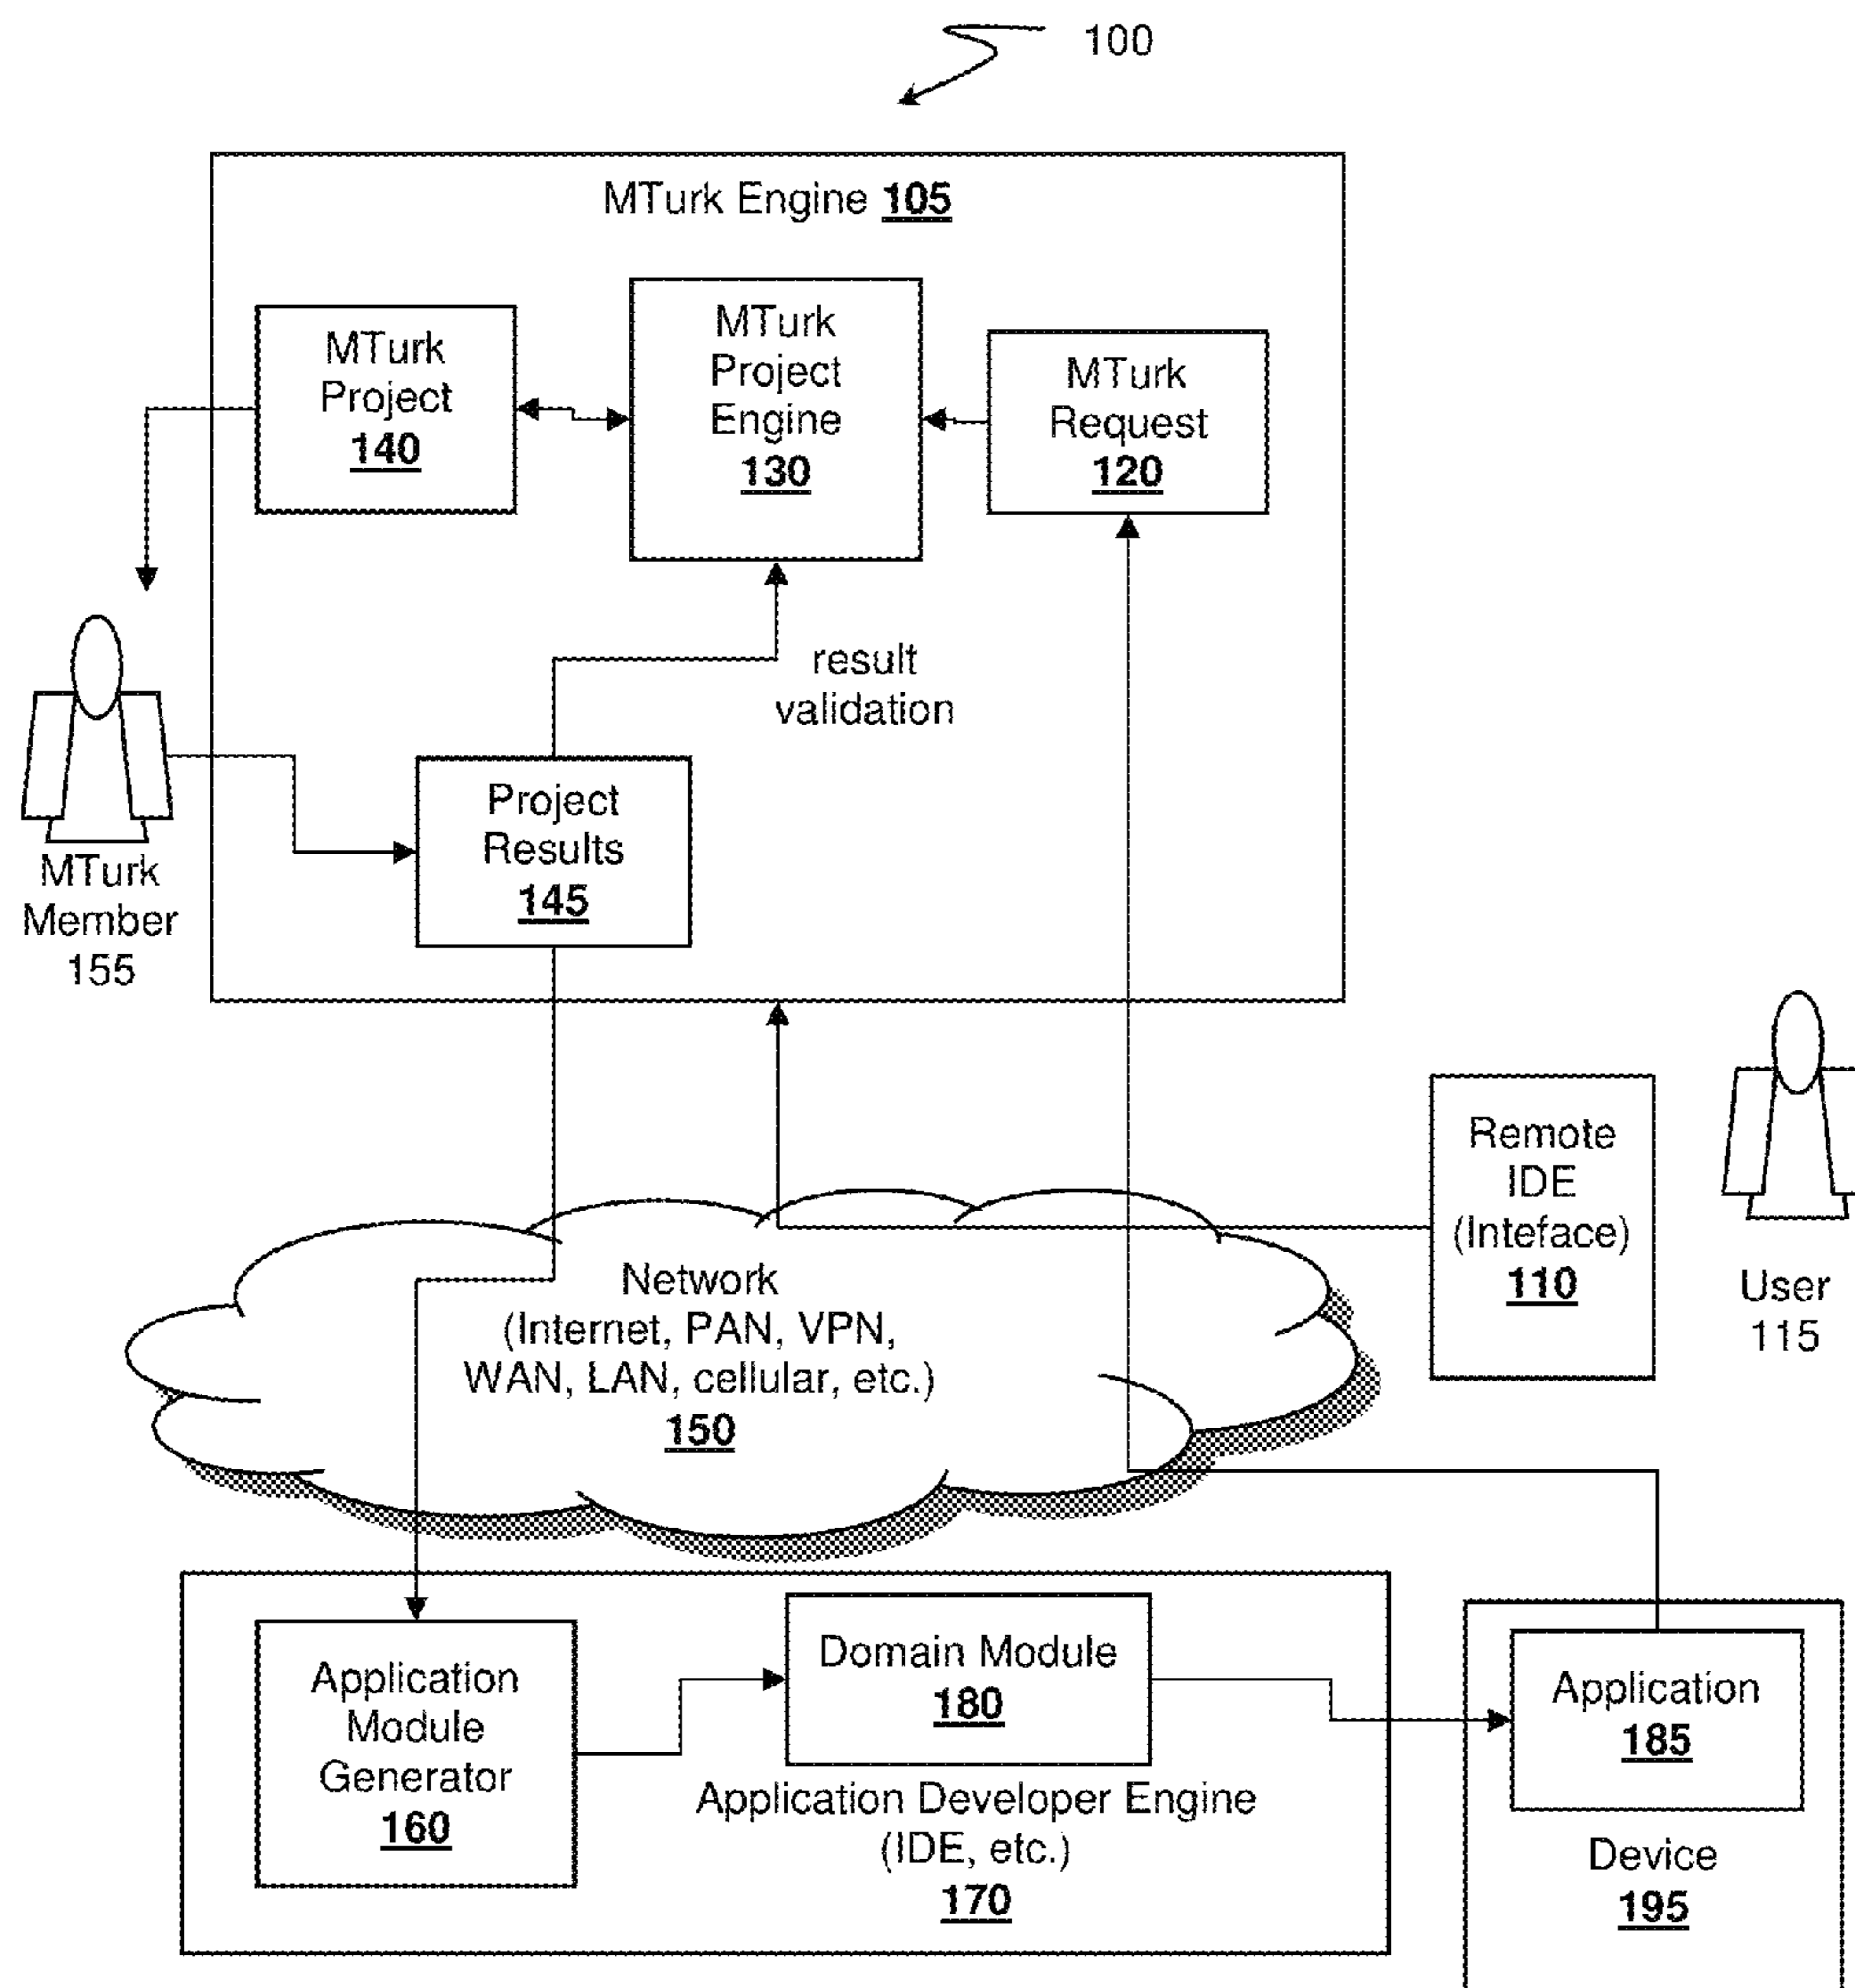 100
MTurk Engine 105
MTurk
Project
140
MTurk
Project
Engine
130
MTurk
Request
120
result
validation
Project
Results
145
MTurk
Member
155
Remote
IDE
(Inteface)
110
User
115
Network
(Internet, PAN, VPN,
WAN, LAN, cellular, etc.)
150
Application
Module
Generator
160
Domain Module
180
Application Developer Engine
(IDE, etc.)
170
Application
185
Device
195